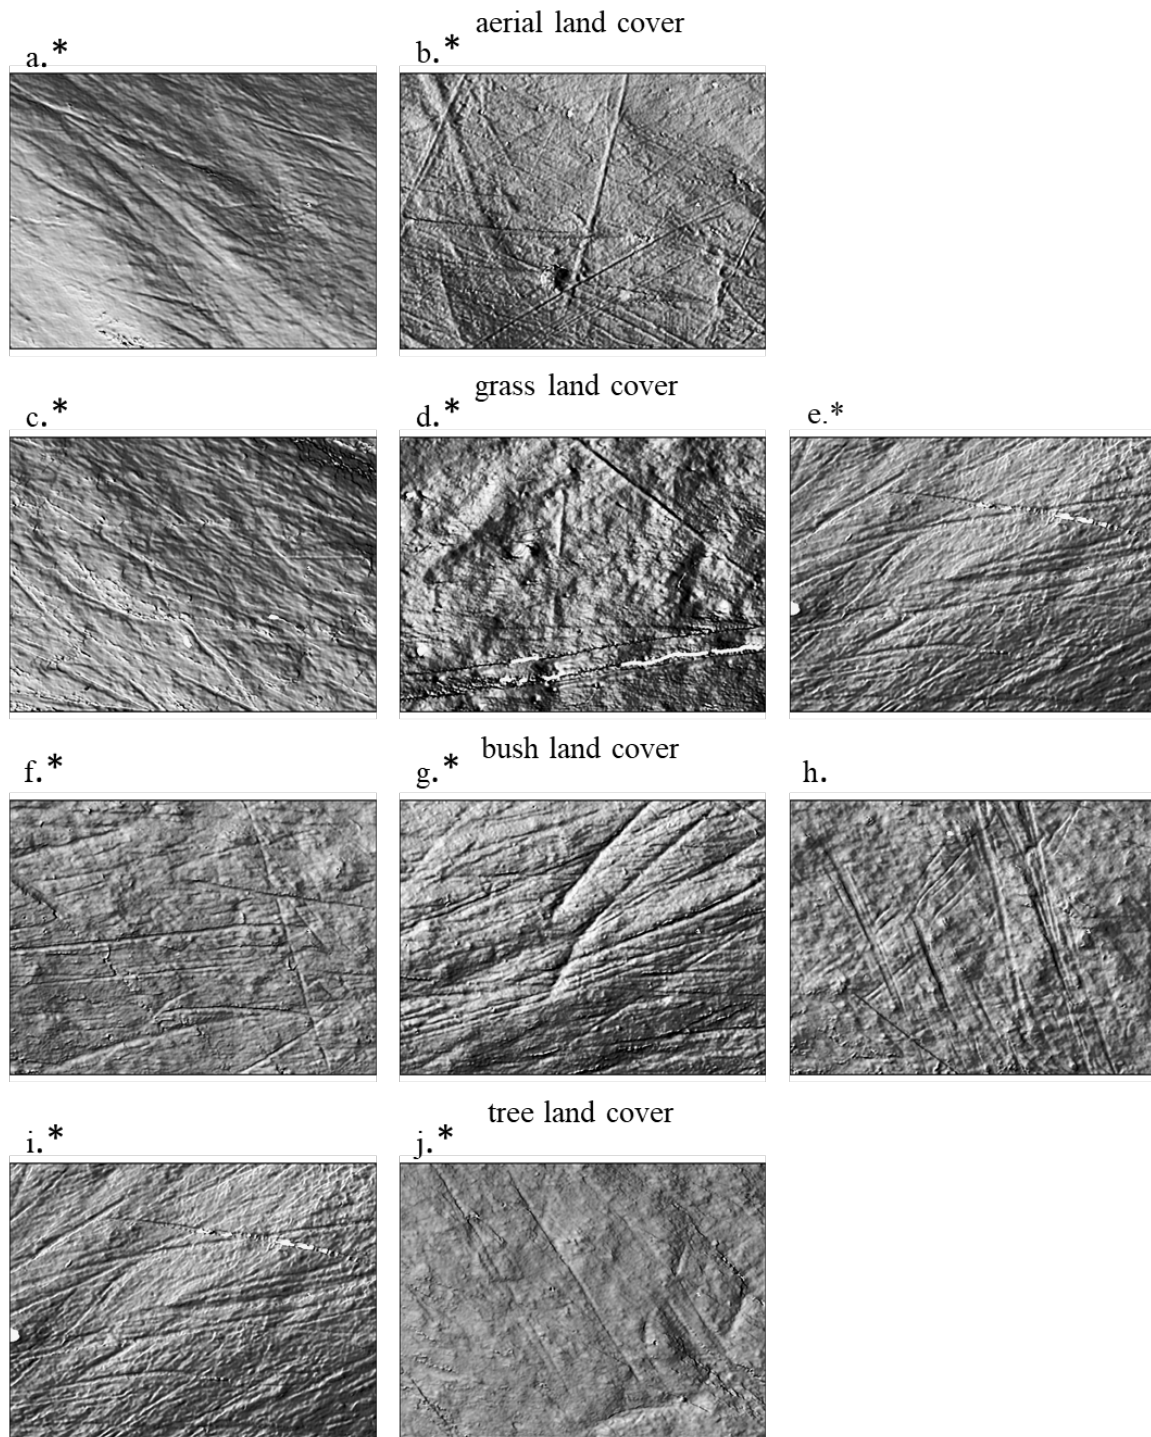 aerial land cover
a.* b.*
grass land cover
c.* d.* e.*
bush land cover
f.* g.* h.
tree land cover
i.* j.*